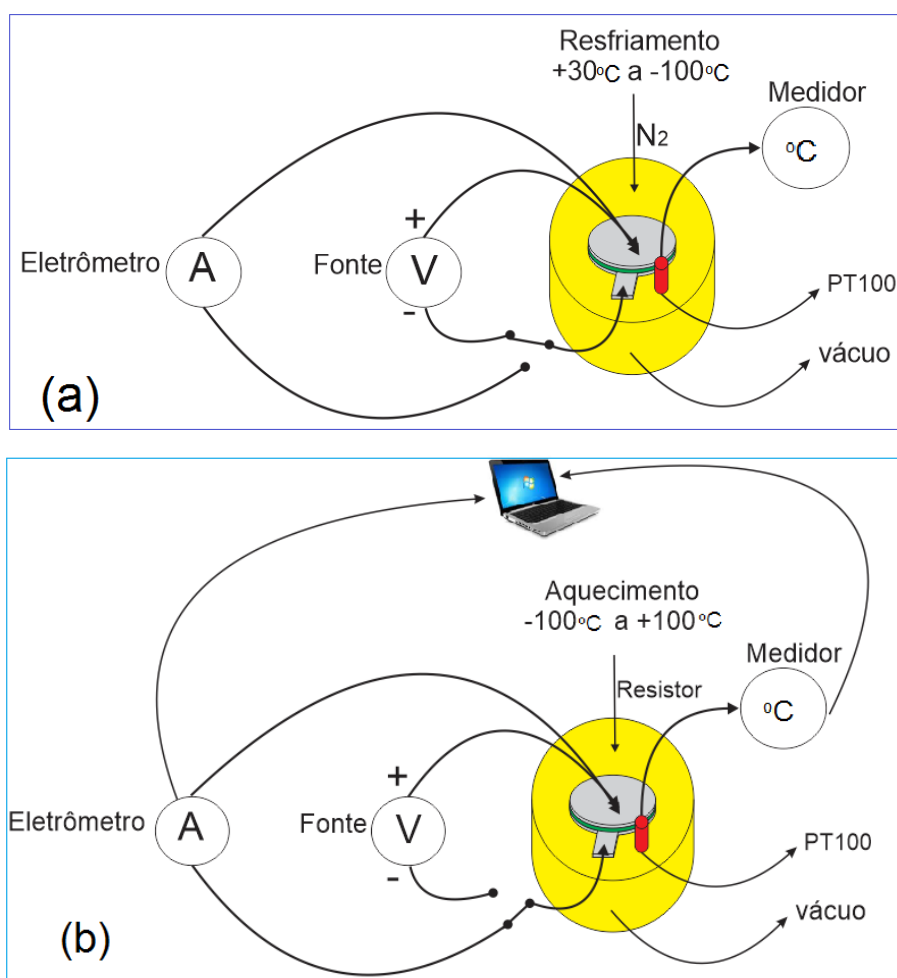 Resfriamento
+30ºC a -100ºC
Medidor
N2
ºC
+
Eletrômetro
A
Fonte
V
-
PT100
vácuo
(a)
Aquecimento
-100ºC a +100ºC
Medidor
Resistor
ºC
+
Eletrômetro
A
Fonte
V
-
PT100
vácuo
(b)